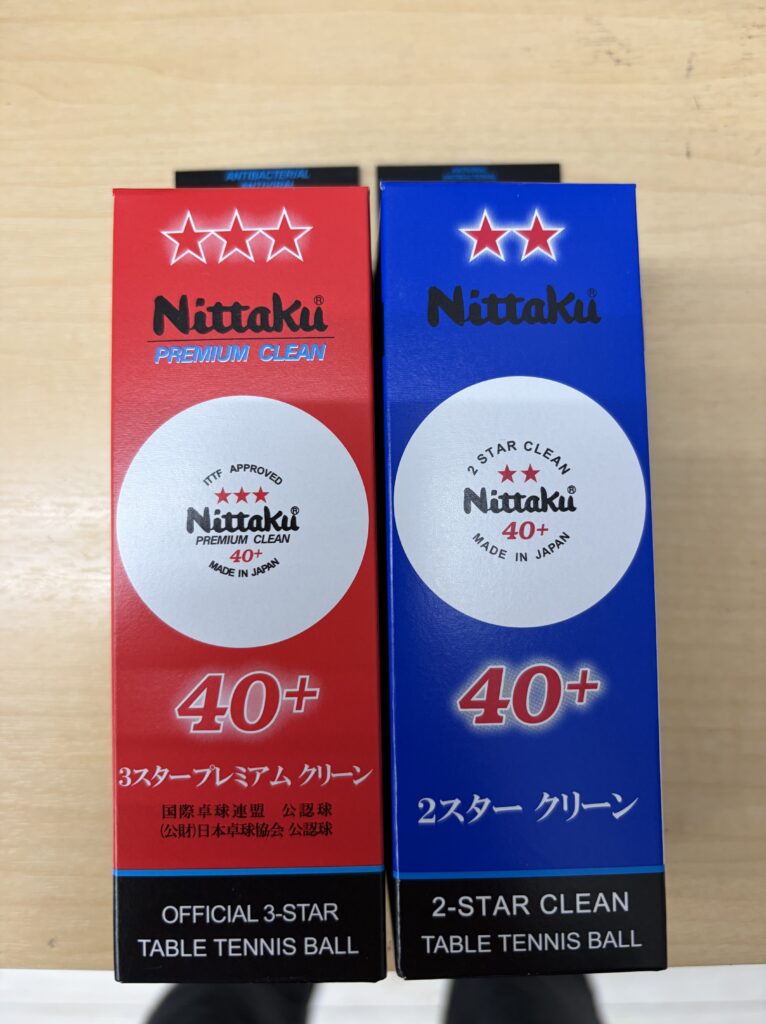 ANTIBACTERIAL
ANTIVIRAL
Nittaku®
PREMIUM CLEAN
ITTF APPROVED
Nittaku®
PREMIUM CLEAN
40+
MADE IN JAPAN
40+
3スタープレミアム クリーン
国際卓球連盟 公認球
(公財)日本卓球協会 公認球
OFFICIAL 3-STAR
TABLE TENNIS BALL
ANTIVIRAL
ANTIBACTERIAL
Nittaku®
2 STAR CLEAN
Nittaku®
40+
MADE IN JAPAN
40+
2スター クリーン
2-STAR CLEAN
TABLE TENNIS BALL